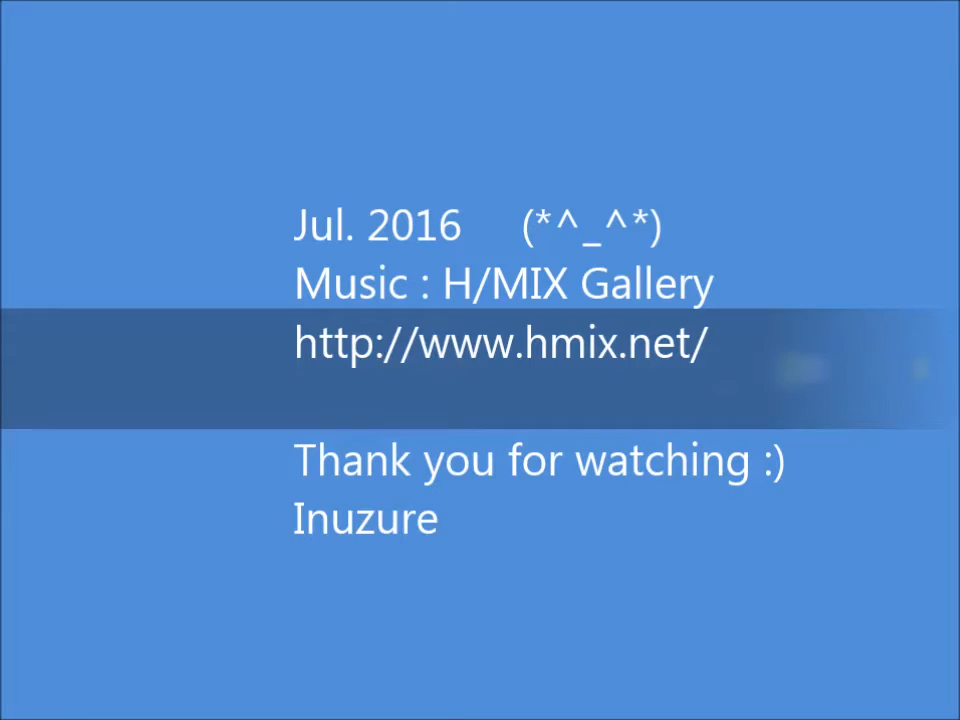 Jul. 2016 (*^_^*)
Music : H/MIX Gallery
http://www.hmix.net/
Thank you for watching :)
Inuzure